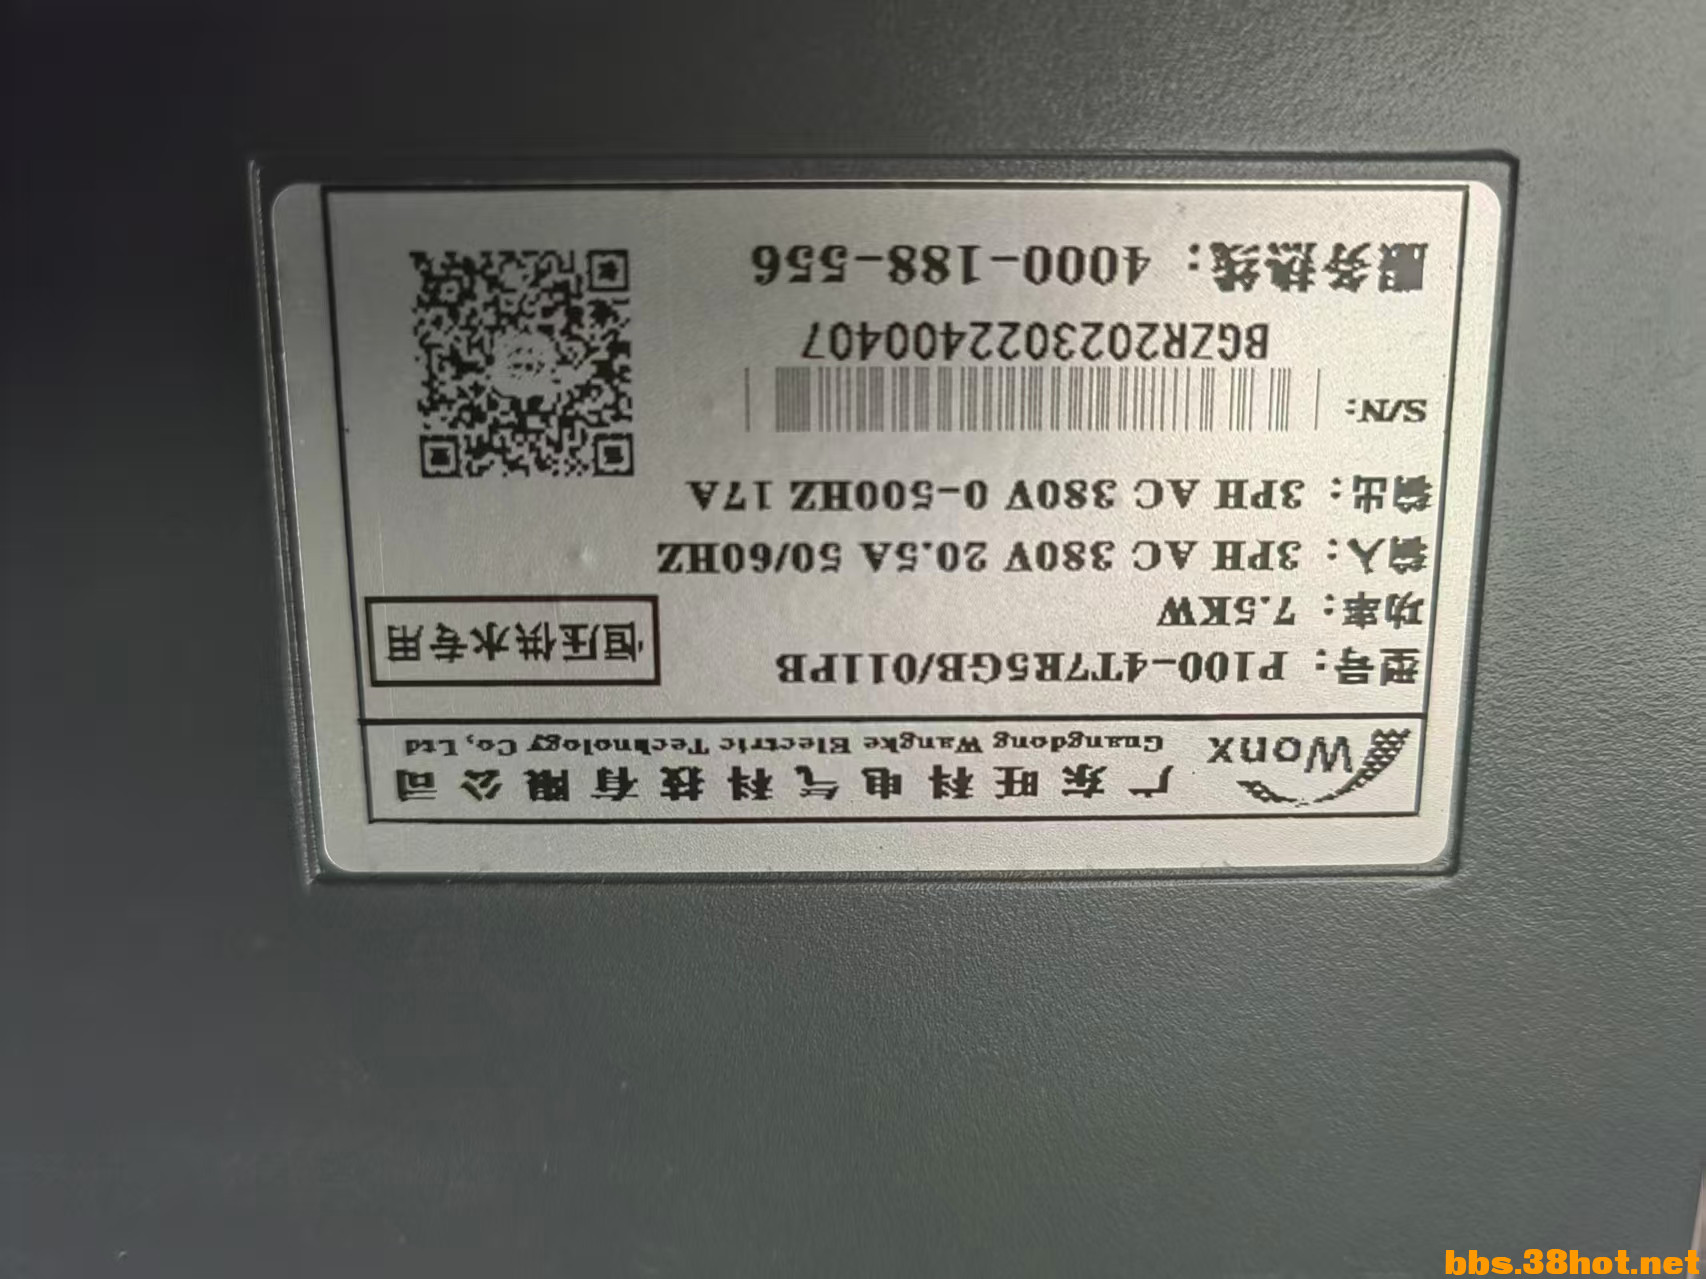 Wonx
广东旺科电气科技有限公司
Guangdong Wangke Electric Technology Co,Ltd
型号：P100-4T7R5GB/011PB
功率：7.5KW
恒压供水专用
输入：3PH AC 380V 20.5A 50/60HZ
输出：3PH AC 380V 0-500HZ 17A
S/N:
BGZR2023022400407
服务热线：4000-188-556
bbs.38hot.net